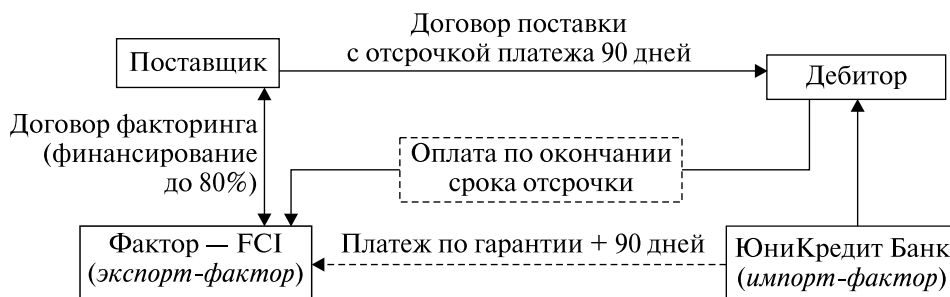 Договор поставки
с отсрочкой платежа 90 дней
Поставщик
Дебитор
Договор факторинга
(финансирование
до 80%)
Оплата по окончании
срока отсрочки
Фактор — FCI
(экспорт-фактор)
Платеж по гарантии + 90 дней
ЮниКредит Банк
(импорт-фактор)